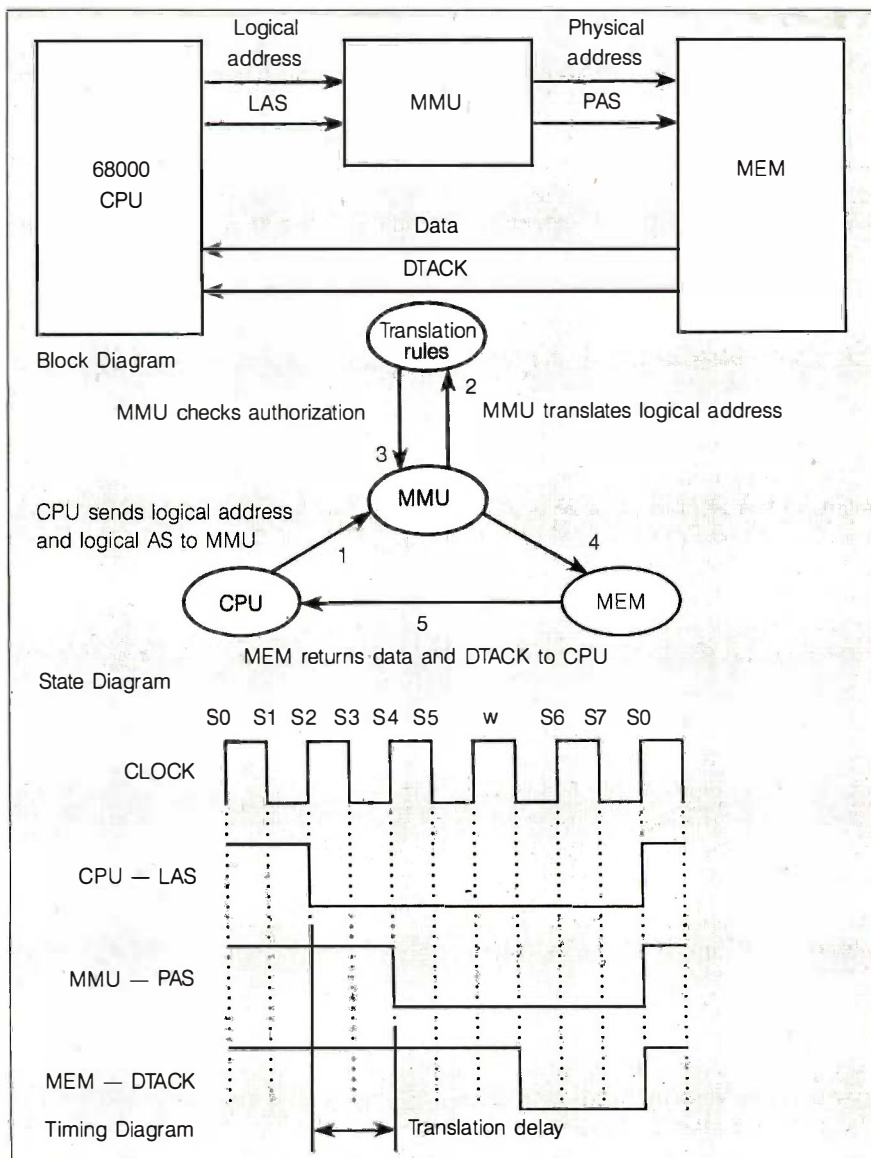 Logical
address
LAS
MMU
Physical
address
PAS
68000
CPU
MEM
Data
DTACK
Block Diagram
Translation
rules
2
MMU checks authorization
MMU translates logical address
3
MMU
CPU sends logical address
and logical AS to MMU
1
4
CPU
MEM
5
MEM returns data and DTACK to CPU
State Diagram
S0 S1 S2 S3 S4 S5 w S6 S7 S0
CLOCK
CPU — LAS
MMU — PAS
MEM — DTACK
Timing Diagram
Translation delay